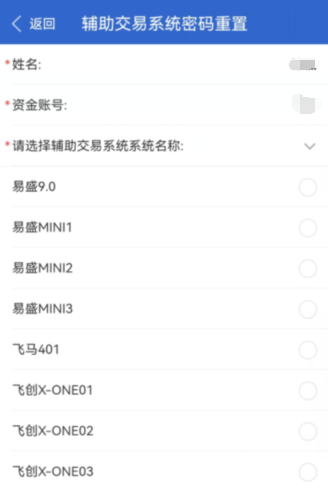 返回 辅助交易系统密码重置
*姓名:
*资金账号:
*请选择辅助交易系统系统名称:
易盛9.0
易盛MINI1
易盛MINI2
易盛MINI3
飞马401
飞创X-ONE01
飞创X-ONE02
飞创X-ONE03